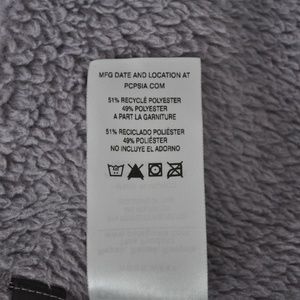 MFG DATE AND LOCATION AT
PCPSIA COM
51% RECYCLÉ POLYESTER
49% POLYESTER
A PART LA GARNITURE
51% RECICLADO POLIÉSTER
49% POLIÉSTER
NO INCLUYE EL ADORNO